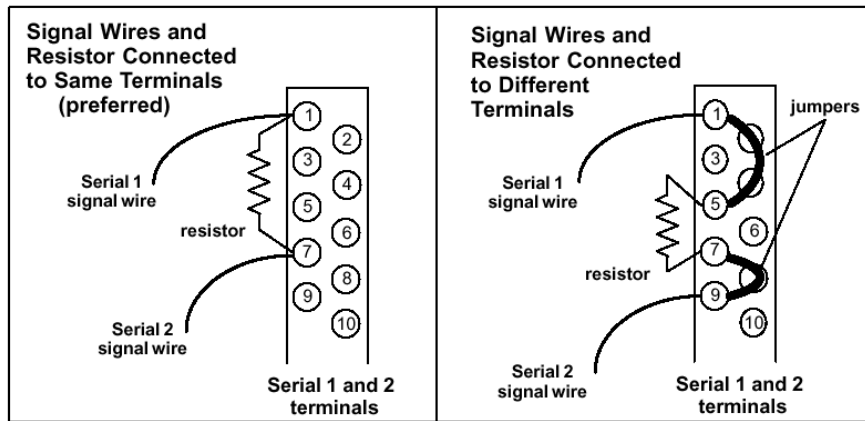 Signal Wires and
Resistor Connected
to Same Terminals
(preferred)
1
2
3
4
5
6
7
8
9
10
Serial 1
signal wire
resistor
Serial 2
signal wire
Serial 1 and 2
terminals
Signal Wires and
Resistor Connected
to Different
Terminals
jumpers
1
3
5
6
7
9
10
Serial 1
signal wire
resistor
Serial 2
signal wire
Serial 1 and 2
terminals